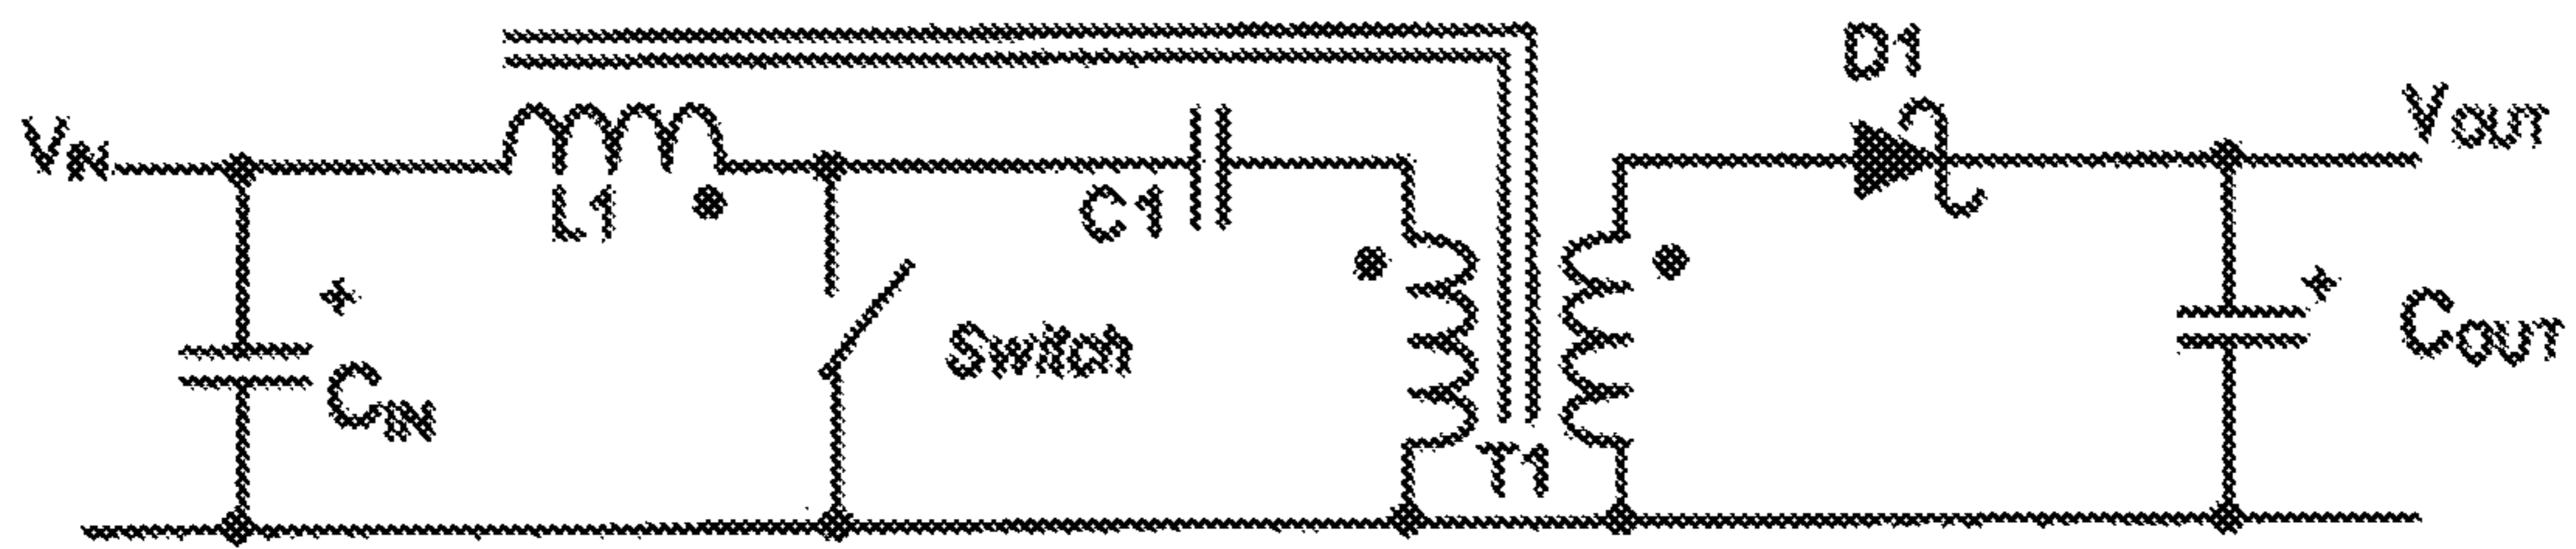 D1
VIN
VOUT
L1
C1
Switch
+
CIN
+
COUT
T1